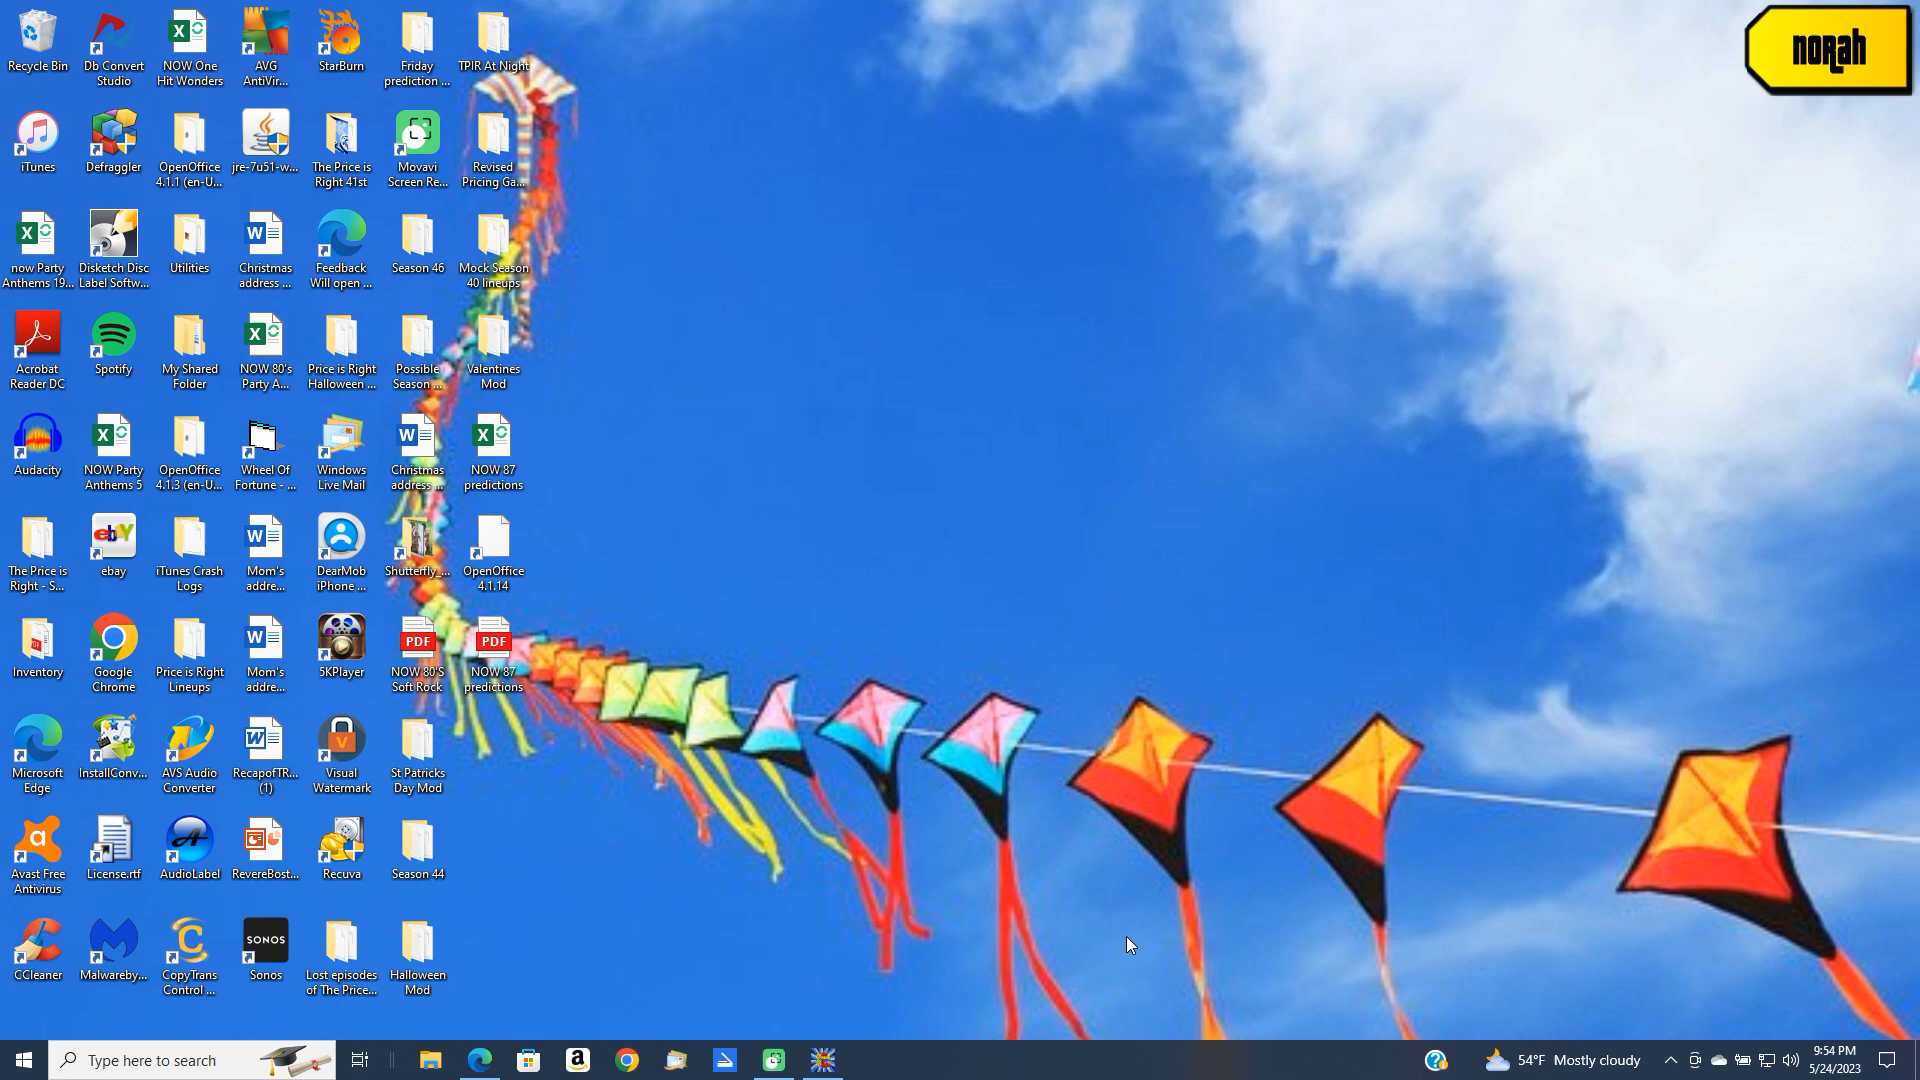 Recycle Bin
Db Convert
Studio
NOW One
Hit Wonders
AVG
AntiVir...
StarBurn
Friday
prediction ...
TPIR At Night
NORAH
iTunes
Defraggler
OpenOffice
4.1.1 (en-U...
jre-7u51-w...
The Price is
Right 41st
Movavi
Screen Re...
Revised
Pricing Ga...
now Party
Anthems 19...
Disketch Disc
Label Softw...
Utilities
Christmas
address ...
Feedback
Will open ...
Season 46
Mock Season
40 lineups
Acrobat
Reader DC
Spotify
My Shared
Folder
NOW 80's
Party A...
Price is Right
Halloween ...
Possible
Season ...
Valentines
Mod
Audacity
NOW Party
Anthems 5
OpenOffice
4.1.3 (en-U...
Wheel Of
Fortune - ...
Windows
Live Mail
Christmas
address ...
NOW 87
predictions
The Price is
Right - S...
ebay
iTunes Crash
Logs
Mom's
addre...
DearMob
iPhone ...
Shutterfly_...
OpenOffice
4.1.14
Inventory
Google
Chrome
Price is Right
Lineups
Mom's
addre...
5KPlayer
PDF
NOW 80'S
Soft Rock
PDF
NOW 87
predictions
Microsoft
Edge
InstallConv...
AVS Audio
Converter
RecapofTR...
(1)
Visual
Watermark
St Patricks
Day Mod
Avast Free
Antivirus
License.rtf
AudioLabel
RevereBost...
Recuva
Season 44
CCleaner
Malwareby...
CopyTrans
Control ...
SONOS
Sonos
Lost episodes
of The Price...
Halloween
Mod
Type here to search
54°F Mostly cloudy
9:54 PM
5/24/2023